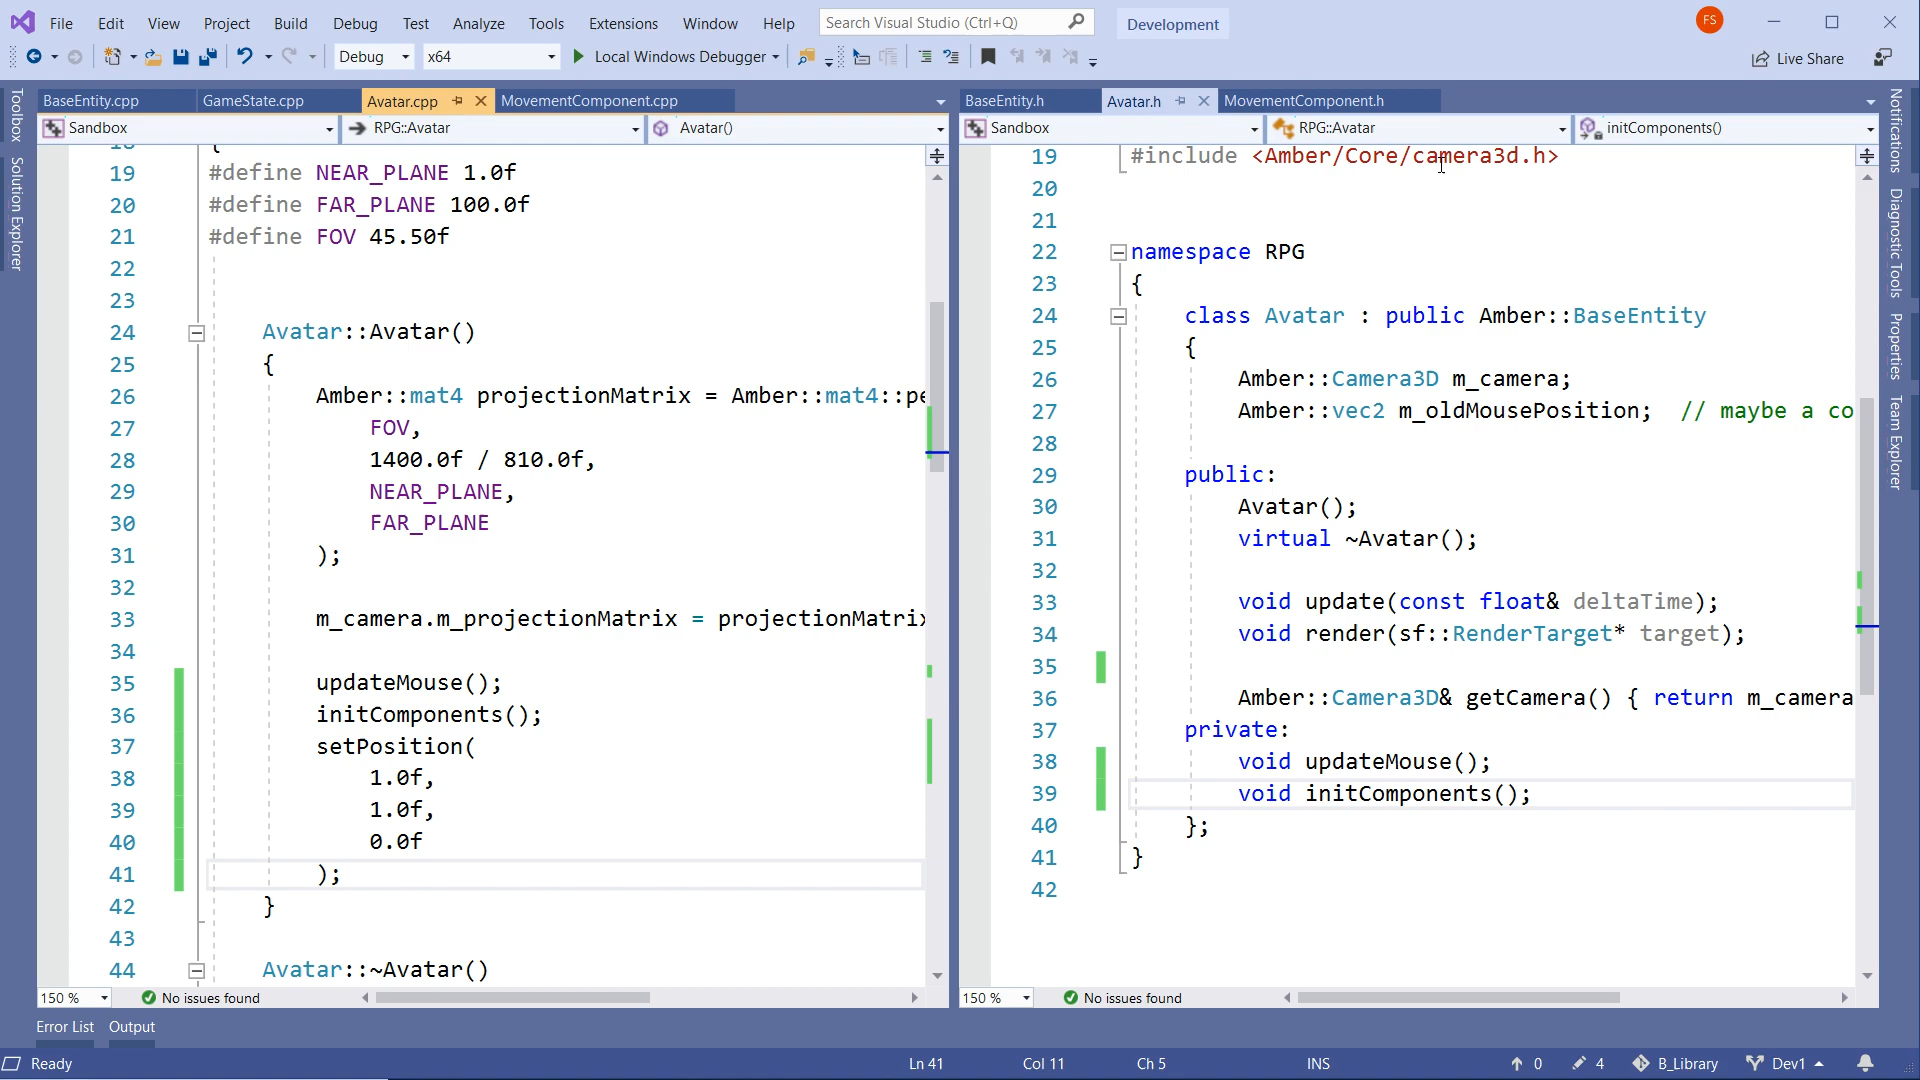 File Edit View Project Build Debug Test Analyze Tools Extensions Window Help Search Visual Studio (Ctrl+Q) Development FS
Debug x64 Local Windows Debugger Live Share
Toolbox
Solution Explorer
BaseEntity.cpp GameState.cpp Avatar.cpp MovementComponent.cpp
Sandbox RPG::Avatar Avatar()
19 #define NEAR_PLANE 1.0f
20 #define FAR_PLANE 100.0f
21 #define FOV 45.50f
22
23
24 Avatar::Avatar()
25 {
26 Amber::mat4 projectionMatrix = Amber::mat4::pe
27 FOV,
28 1400.0f / 810.0f,
29 NEAR_PLANE,
30 FAR_PLANE
31 );
32
33 m_camera.m_projectionMatrix = projectionMatrix
34
35 updateMouse();
36 initComponents();
37 setPosition(
38 1.0f,
39 1.0f,
40 0.0f
41 );
42 }
43
44 Avatar::~Avatar()
150 % No issues found
BaseEntity.h Avatar.h MovementComponent.h
Sandbox RPG::Avatar initComponents()
19 #include <Amber/Core/camera3d.h>
20
21
22 namespace RPG
23 {
24 class Avatar : public Amber::BaseEntity
25 {
26 Amber::Camera3D m_camera;
27 Amber::vec2 m_oldMousePosition; // maybe a co
28
29 public:
30 Avatar();
31 virtual ~Avatar();
32
33 void update(const float& deltaTime);
34 void render(sf::RenderTarget* target);
35
36 Amber::Camera3D& getCamera() { return m_camera
37 private:
38 void updateMouse();
39 void initComponents();
40 };
41 }
42
150 % No issues found
Notifications
Diagnostic Tools
Properties
Team Explorer
Error List Output
Ready Ln 41 Col 11 Ch 5 INS 0 4 B_Library Dev1